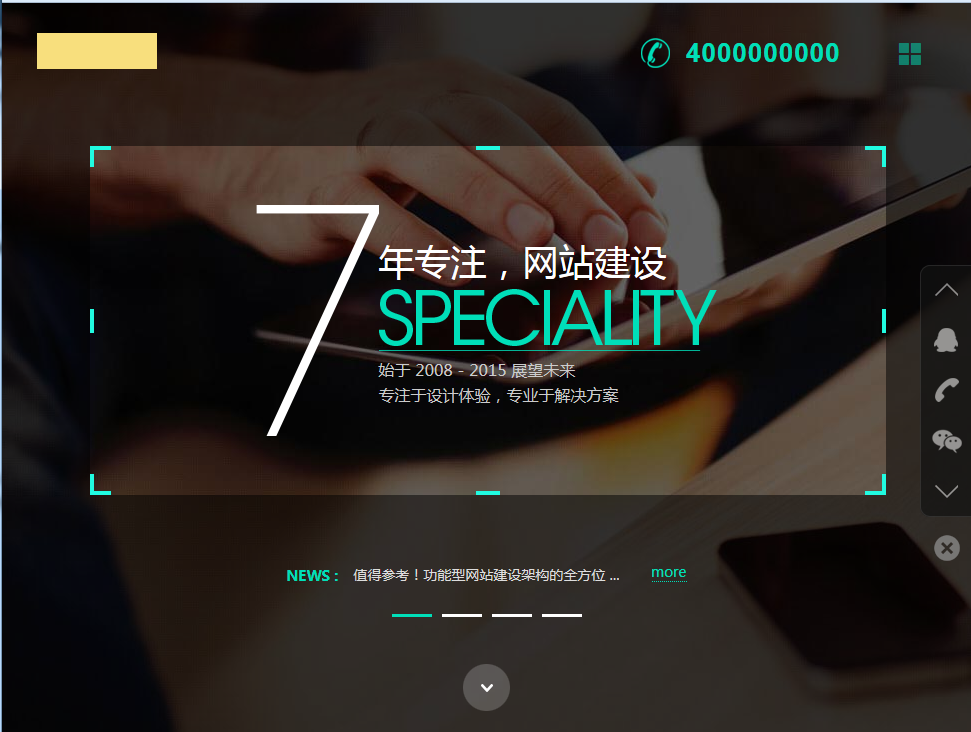 4000000000
7
年专注，网站建设
SPECIALITY
始于 2008 - 2015 展望未来
专注于设计体验，专业于解决方案
NEWS： 值得参考！功能型网站建设架构的全方位 ... more